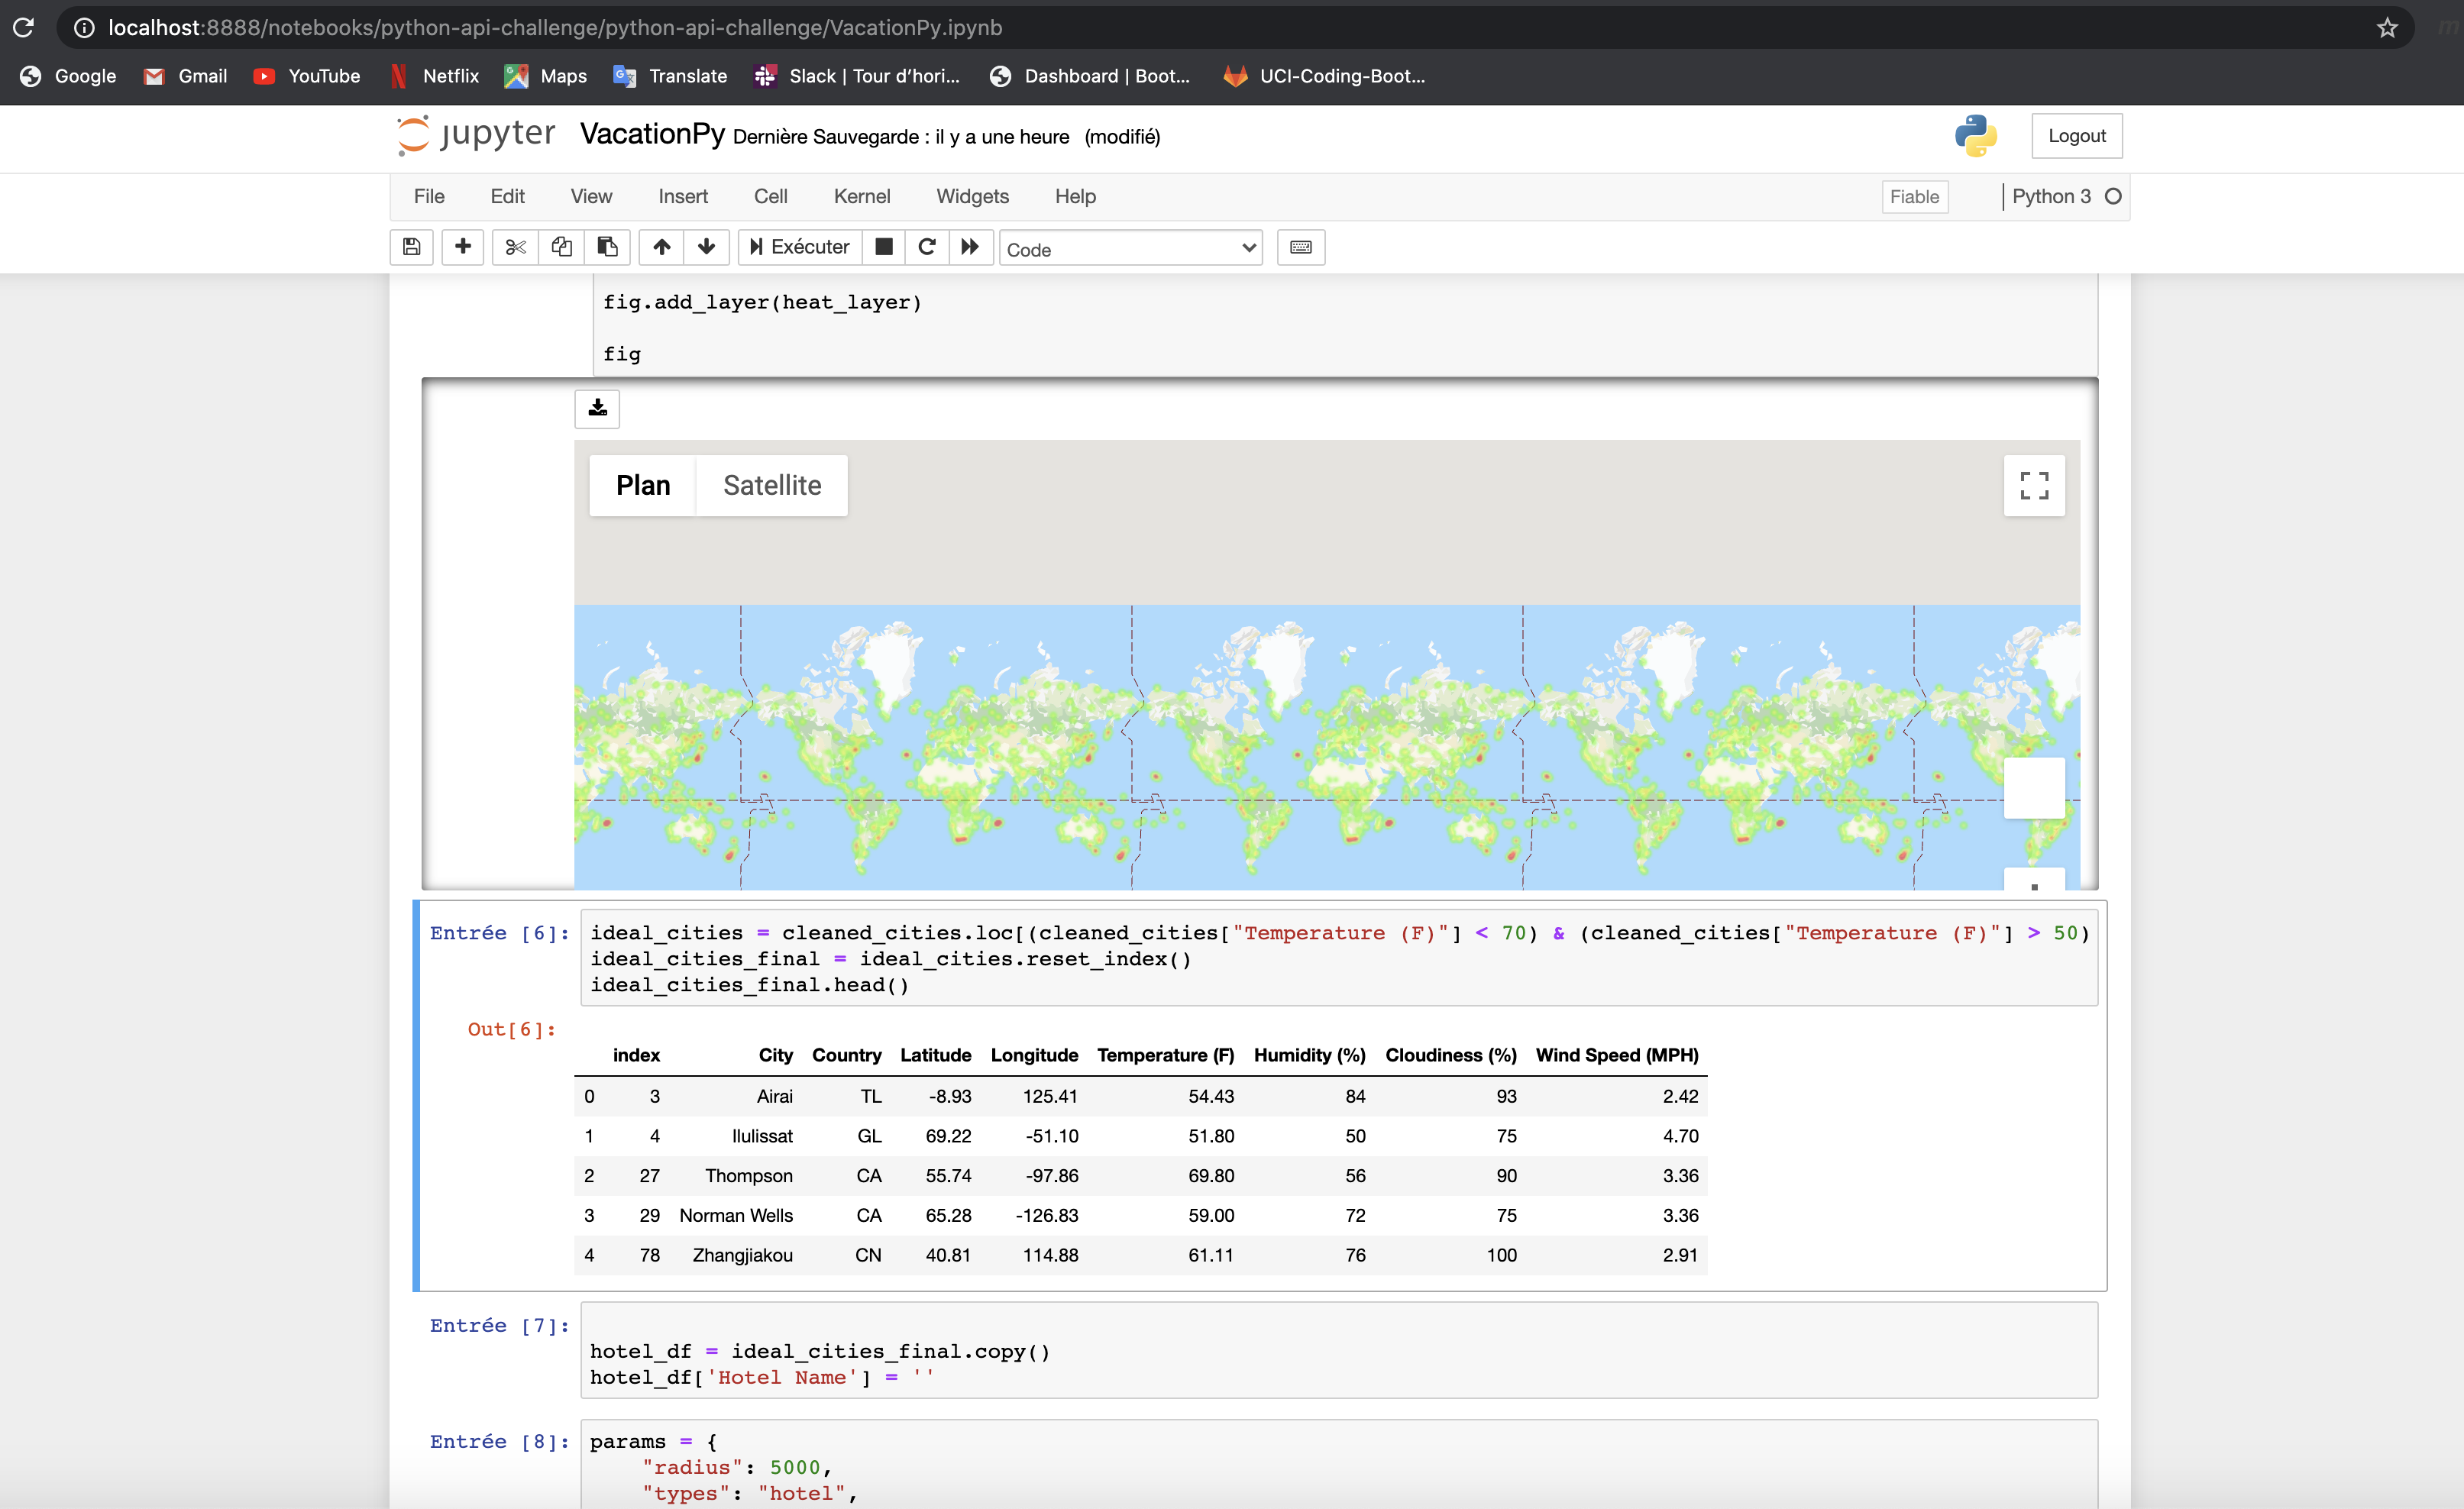 localhost:8888/notebooks/python-api-challenge/python-api-challenge/VacationPy.ipynb
Google Gmail YouTube Netflix Maps Translate Slack | Tour d'hori... Dashboard | Boot... UCI-Coding-Boot...
jupyter VacationPy Dernière Sauvegarde : il y a une heure (modifié) Logout
File Edit View Insert Cell Kernel Widgets Help Fiable Python 3
Exécuter Code
fig.add_layer(heat_layer)
fig
Plan Satellite
Entrée [6]: ideal_cities = cleaned_cities.loc[(cleaned_cities["Temperature (F)"] < 70) & (cleaned_cities["Temperature (F)"] > 50)
ideal_cities_final = ideal_cities.reset_index()
ideal_cities_final.head()
Out[6]:
index City Country Latitude Longitude Temperature (F) Humidity (%) Cloudiness (%) Wind Speed (MPH)
0 3 Airai TL -8.93 125.41 54.43 84 93 2.42
1 4 Ilulissat GL 69.22 -51.10 51.80 50 75 4.70
2 27 Thompson CA 55.74 -97.86 69.80 56 90 3.36
3 29 Norman Wells CA 65.28 -126.83 59.00 72 75 3.36
4 78 Zhangjiakou CN 40.81 114.88 61.11 76 100 2.91
Entrée [7]:
hotel_df = ideal_cities_final.copy()
hotel_df['Hotel Name'] = ''
Entrée [8]: params = {
"radius": 5000,
"types": "hotel",